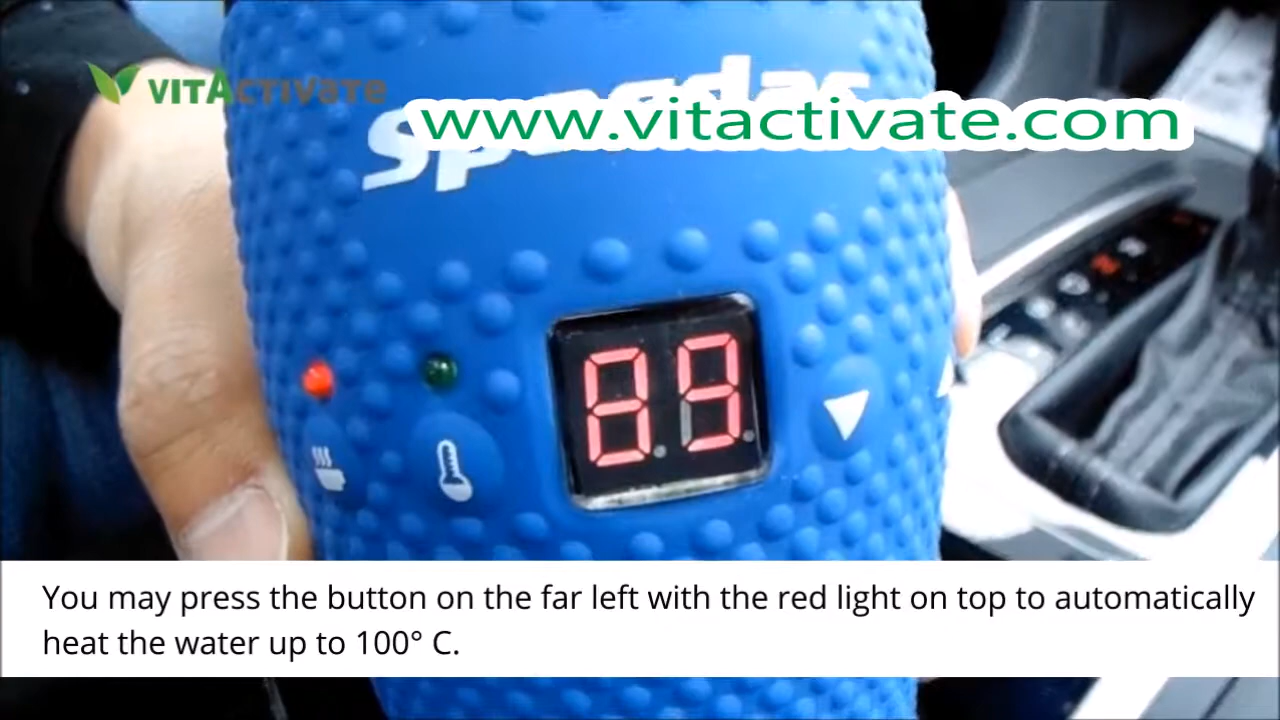 vitActivate
www.vitactivate.com
89
You may press the button on the far left with the red light on top to automatically
heat the water up to 100° C.